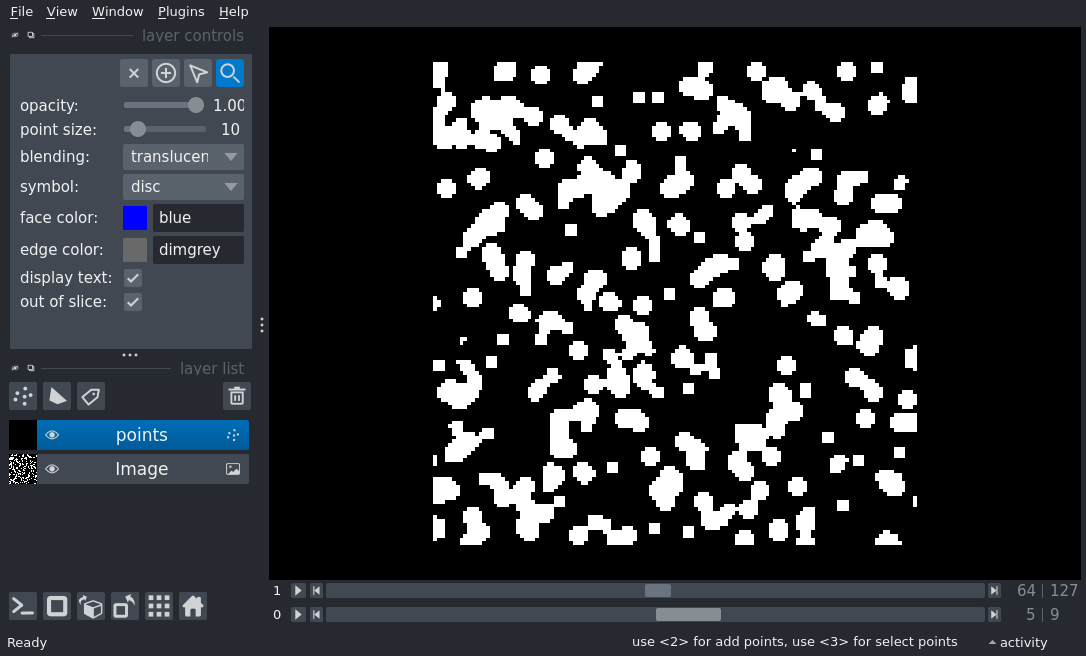 File View Window Plugins Help
layer controls
opacity: 1.00
point size: 10
blending: translucen
symbol: disc
face color: blue
edge color: dimgrey
display text:
out of slice:
layer list
points
Image
1 64 | 127
0 5 | 9
Ready use <2> for add points, use <3> for select points activity